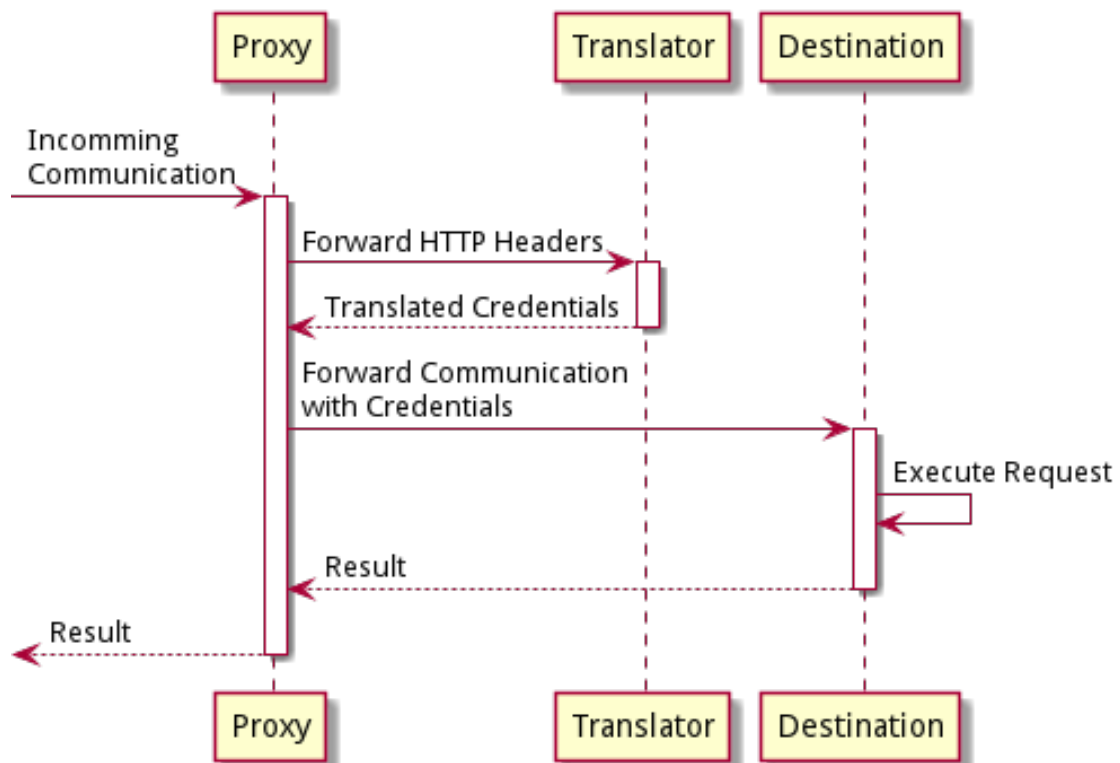 Proxy
Translator
Destination
Incomming
Communication
Forward HTTP Headers
Translated Credentials
Forward Communication
with Credentials
Execute Request
Result
Result
Proxy
Translator
Destination